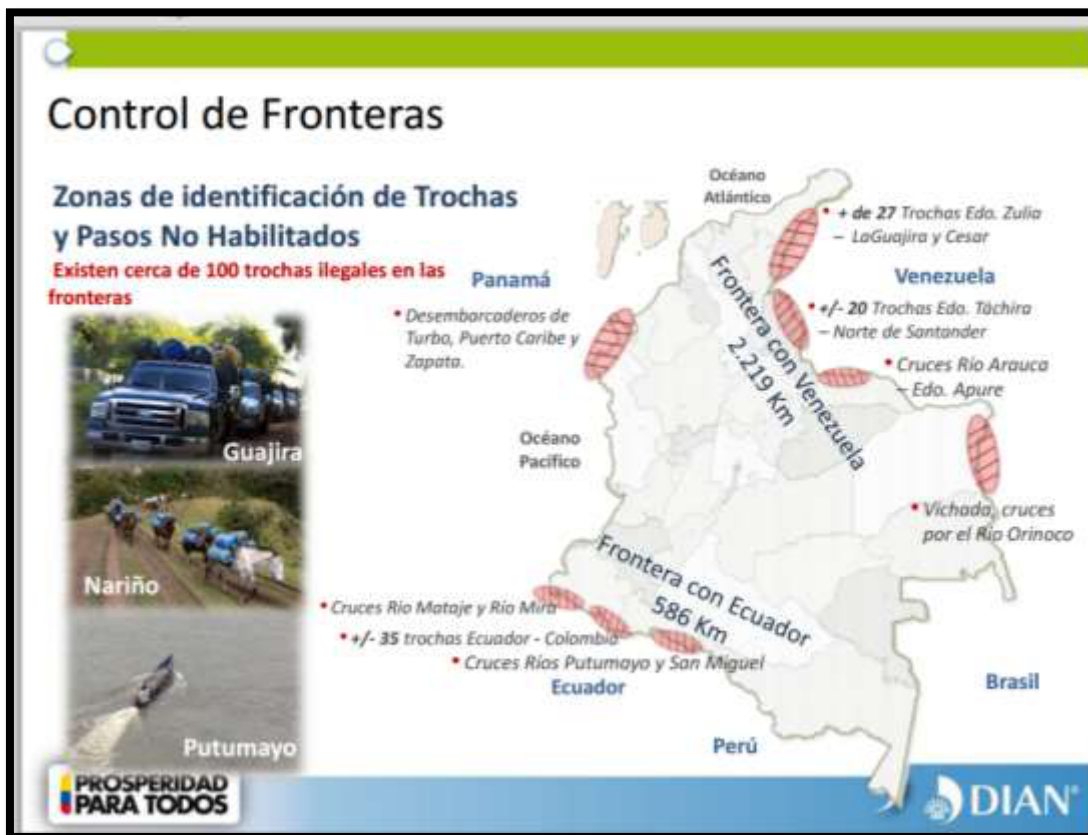 Control de Fronteras
Zonas de identificación de Trochas
y Pasos No Habilitados
Existen cerca de 100 trochas ilegales en las
fronteras
Guajira
Nariño
Putumayo
Océano
Atlántico
• + de 27 Trochas Edo. Zulia
– LaGuajira y Cesar
Panamá
Venezuela
• Desembarcaderos de
Turbo, Puerto Caribe y
Zapata.
• +/- 20 Trochas Edo. Táchira
– Norte de Santander
• Cruces Río Arauca
– Edo. Apure
Frontera con Venezuela
2.219 Km
Océano
Pacífico
• Vichada, cruces
por el Río Orinoco
Frontera con Ecuador
586 Km
• Cruces Río Mataje y Río Mira
• +/- 35 trochas Ecuador - Colombia
• Cruces Ríos Putumayo y San Miguel
Ecuador
Brasil
Perú
PROSPERIDAD
PARA TODOS
DIAN